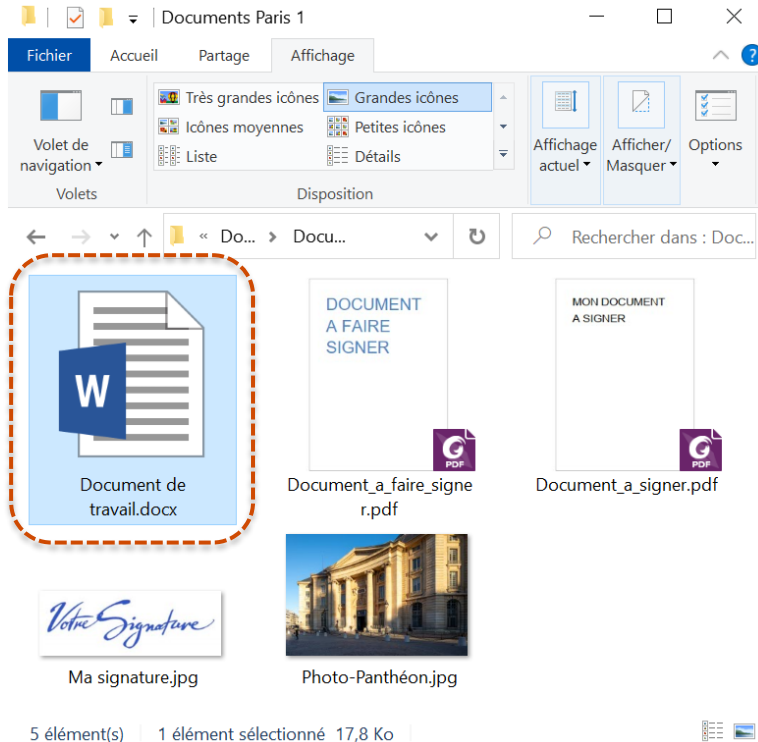 Documents Paris 1
Fichier Accueil Partage Affichage
Très grandes icônes Grandes icônes
Icônes moyennes Petites icônes
Liste Détails
Volet de navigation
Affichage actuel
Afficher/ Masquer
Options
Volets Disposition
« Do... > Docu... Rechercher dans : Doc...
DOCUMENT
A FAIRE
SIGNER
MON DOCUMENT
A SIGNER
W
G
PDF
G
PDF
Document de
travail.docx
Document_a_faire_signe
r.pdf
Document_a_signer.pdf
Votre Signature
Ma signature.jpg
Photo-Panthéon.jpg
5 élément(s) 1 élément sélectionné 17,8 Ko